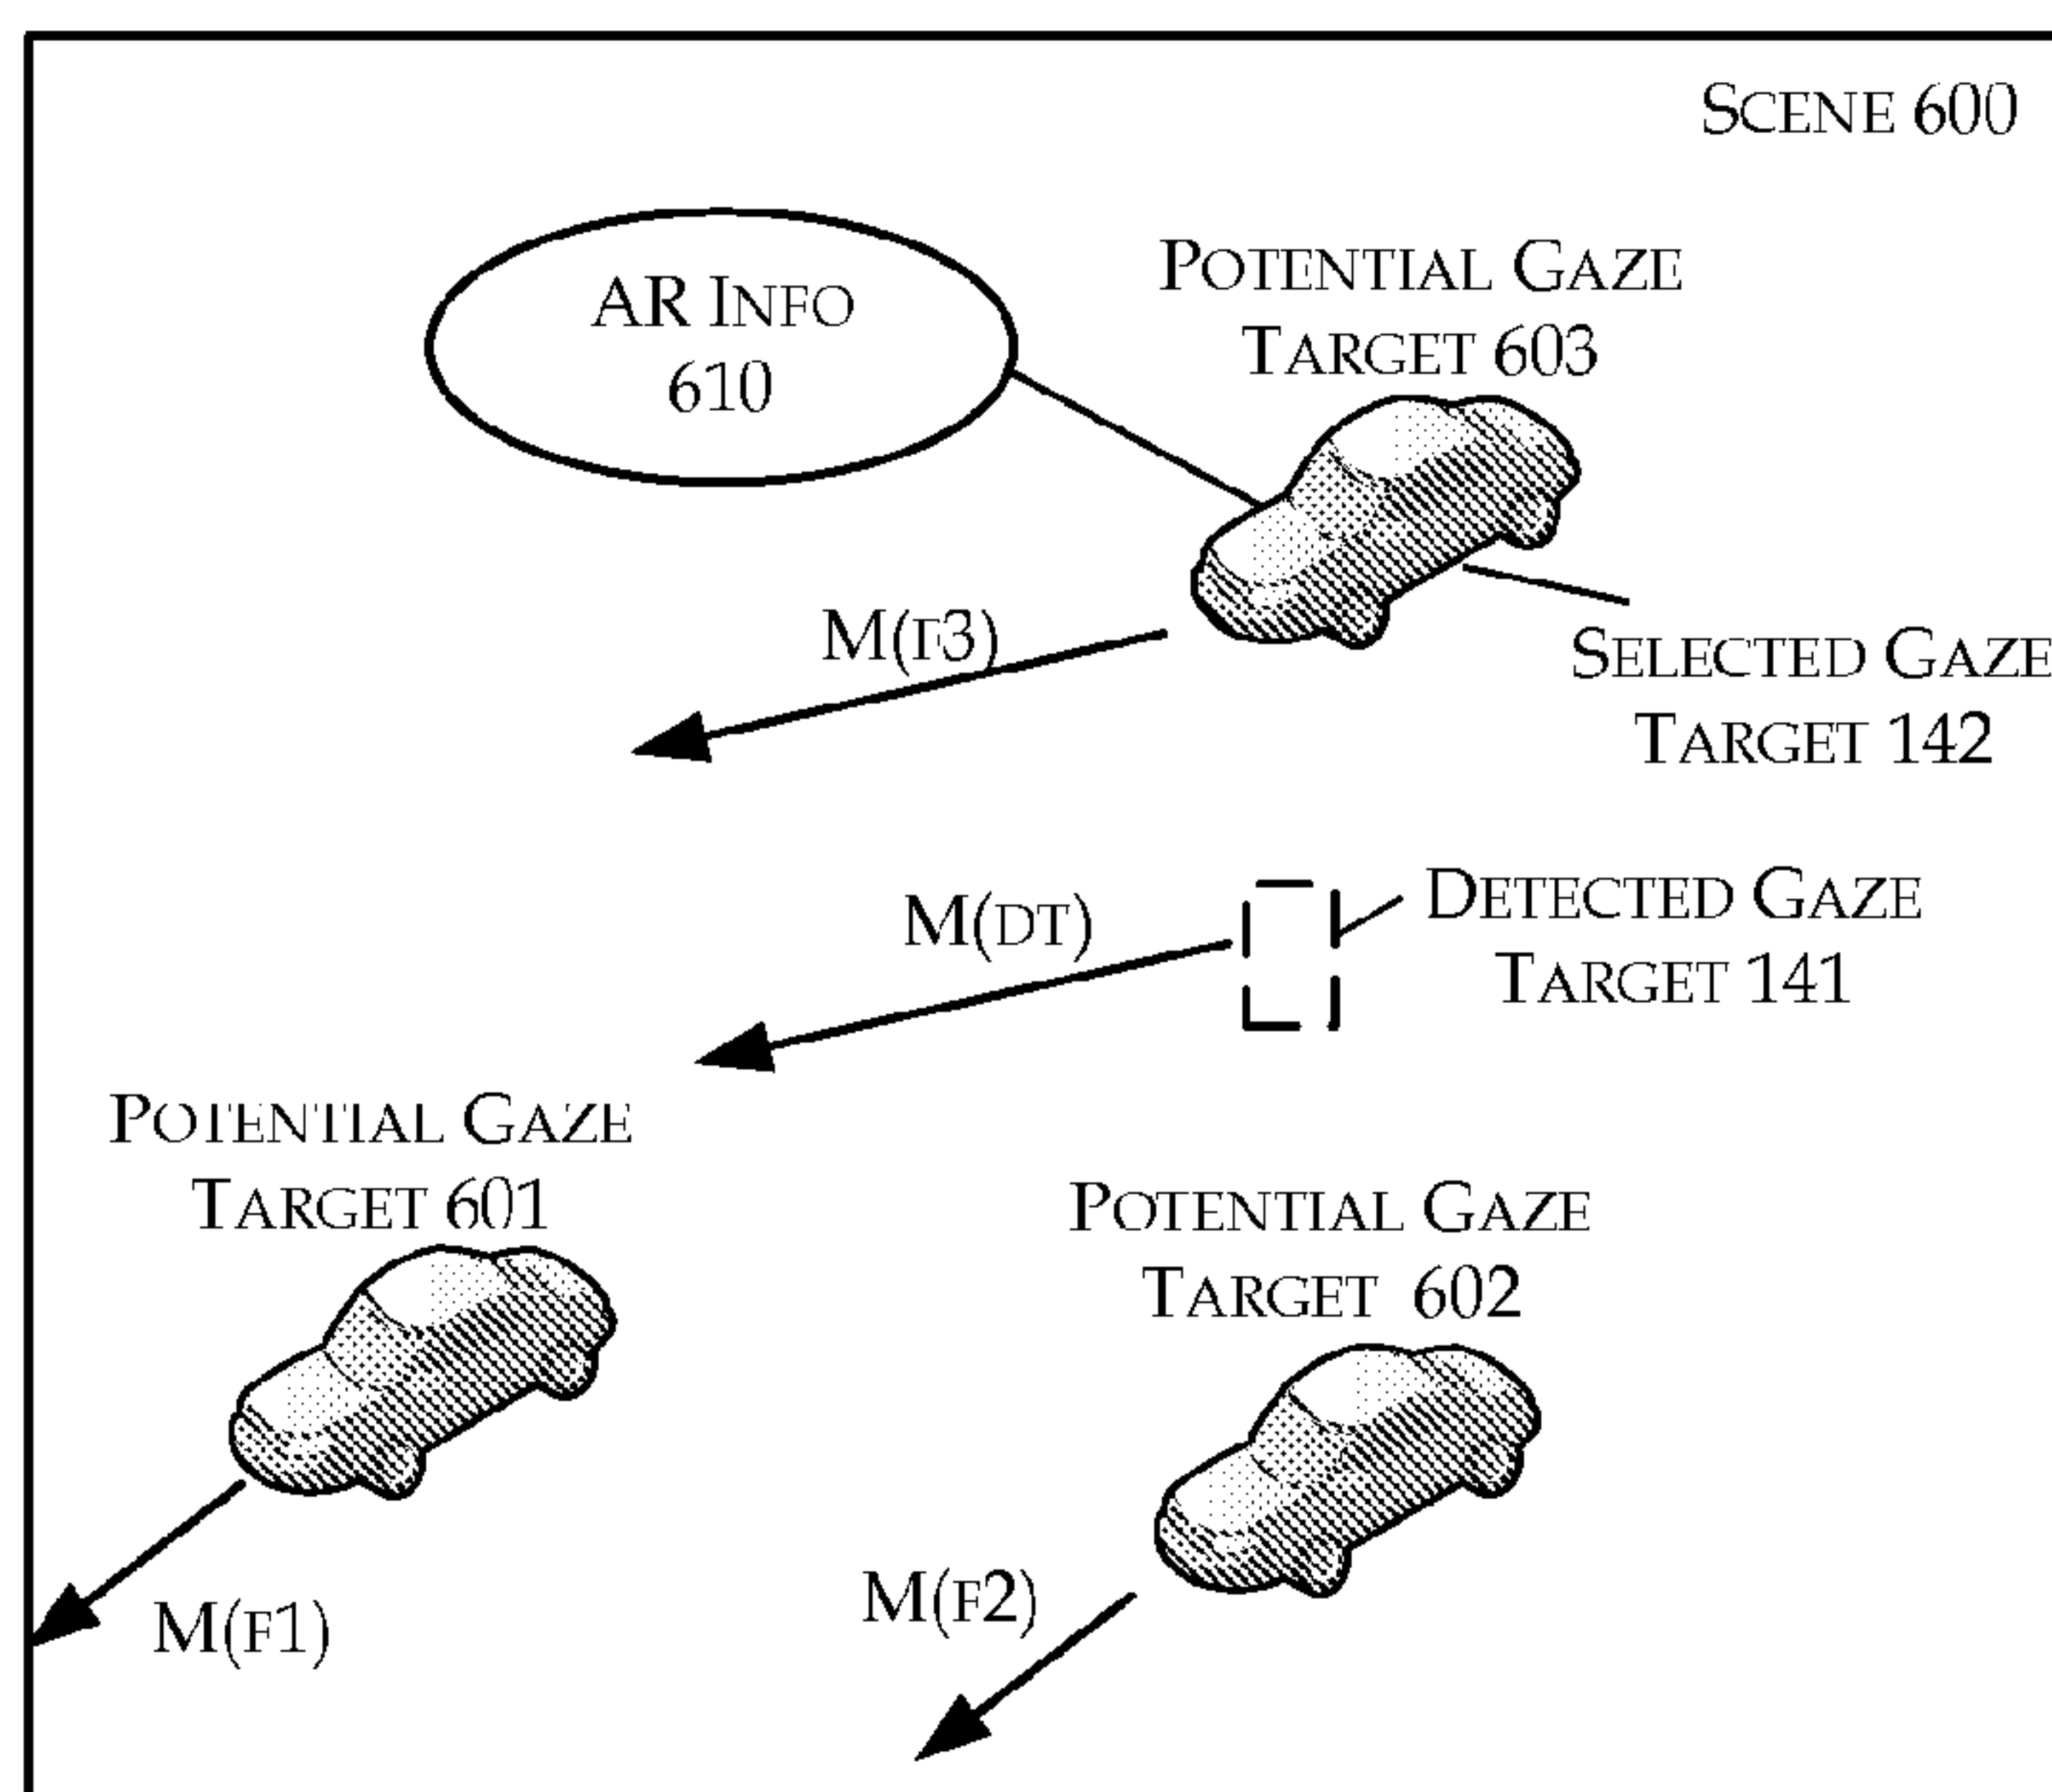 SCENE 600
AR INFO
610
POTENTIAL GAZE
TARGET 603
M(F3)
SELECTED GAZE
TARGET 142
M(DT)
DETECTED GAZE
TARGET 141
POTENTIAL GAZE
TARGET 601
POTENTIAL GAZE
TARGET 602
M(F1)
M(F2)